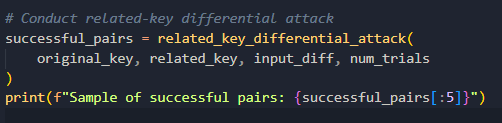 # Conduct related-key differential attack
successful_pairs = related_key_differential_attack(
    original_key, related_key, input_diff, num_trials
)
print(f"Sample of successful pairs: {successful_pairs[:5]}")